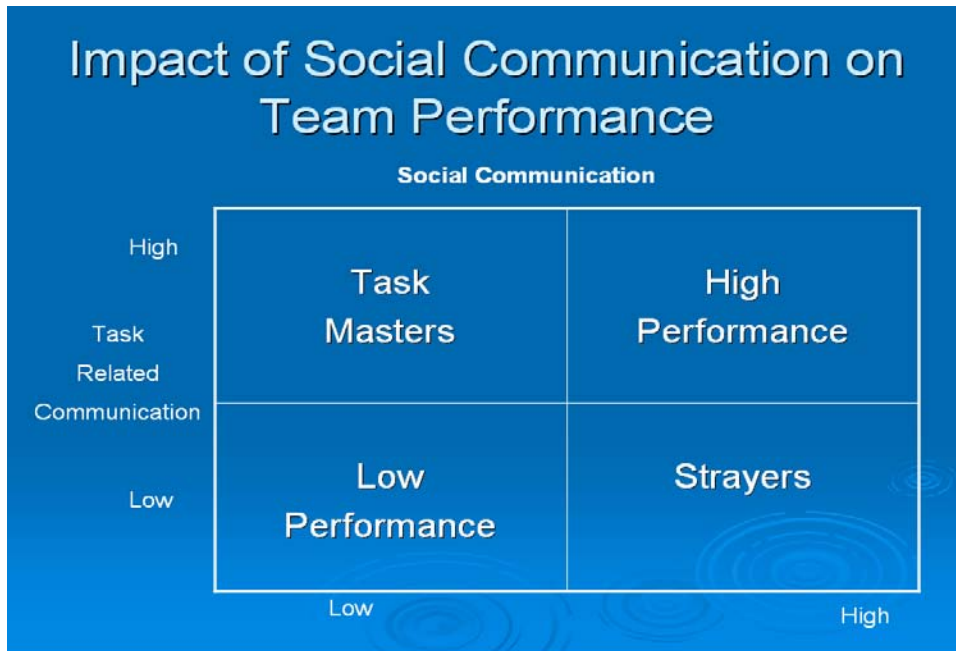 Impact of Social Communication on
Team Performance
Social Communication
High
Task
Related
Communication
Low
Task
Masters
High
Performance
Low
Performance
Strayers
Low
High